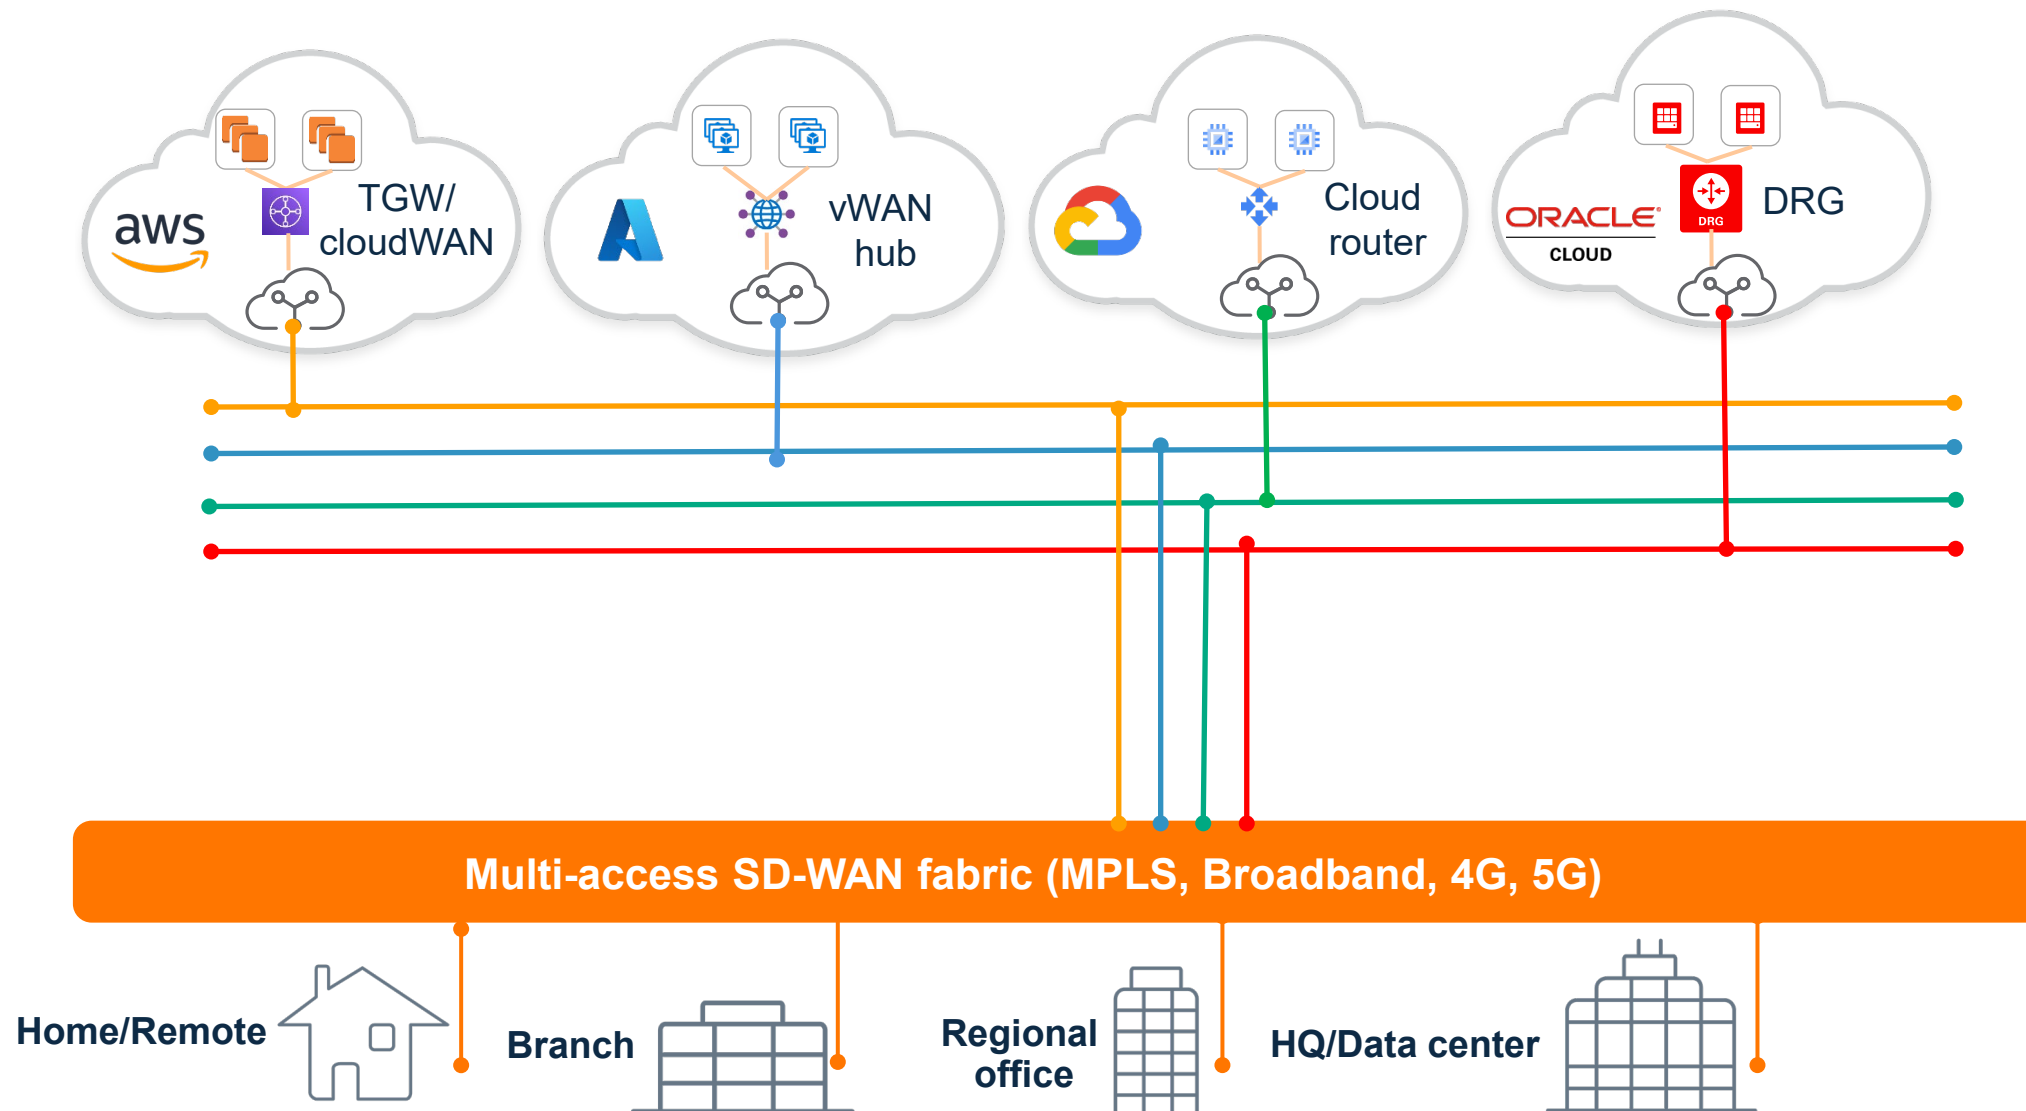 aws
TGW/
cloudWAN
vWAN
hub
Cloud
router
ORACLE®
CLOUD
DRG
DRG
Multi-access SD-WAN fabric (MPLS, Broadband, 4G, 5G)
Home/Remote
Branch
Regional
office
HQ/Data center